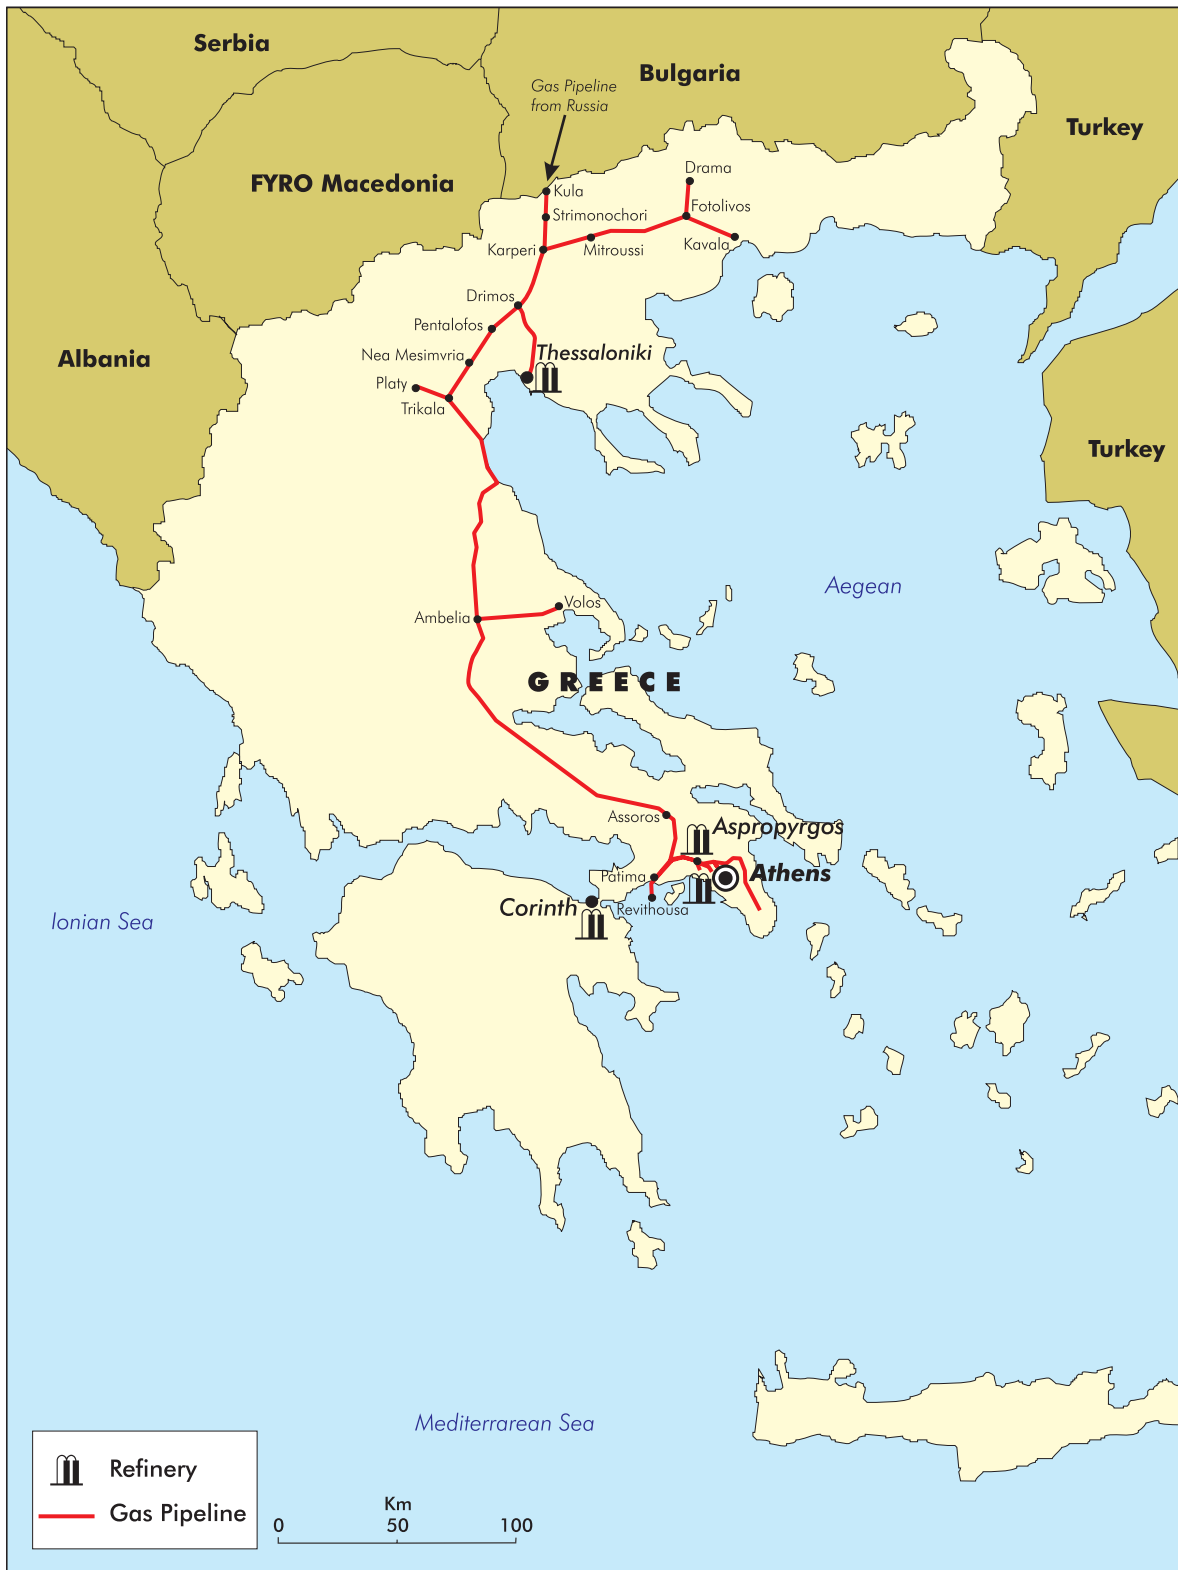 Serbia
Bulgaria
Gas Pipeline
from Russia
Turkey
FYRO Macedonia
Drama
Kula
Fotolivos
Strimonochori
Karperi
Mitroussi
Kavala
Drimos
Pentalofos
Thessaloniki
Nea Mesimvria
Albania
Platy
Trikala
Turkey
Aegean
Volos
Ambelia
GREECE
Assoros
Aspropyrgos
Patima
Athens
Corinth
Revithousa
Ionian Sea
Mediterrarean Sea
Refinery
Gas Pipeline
Km
0 50 100